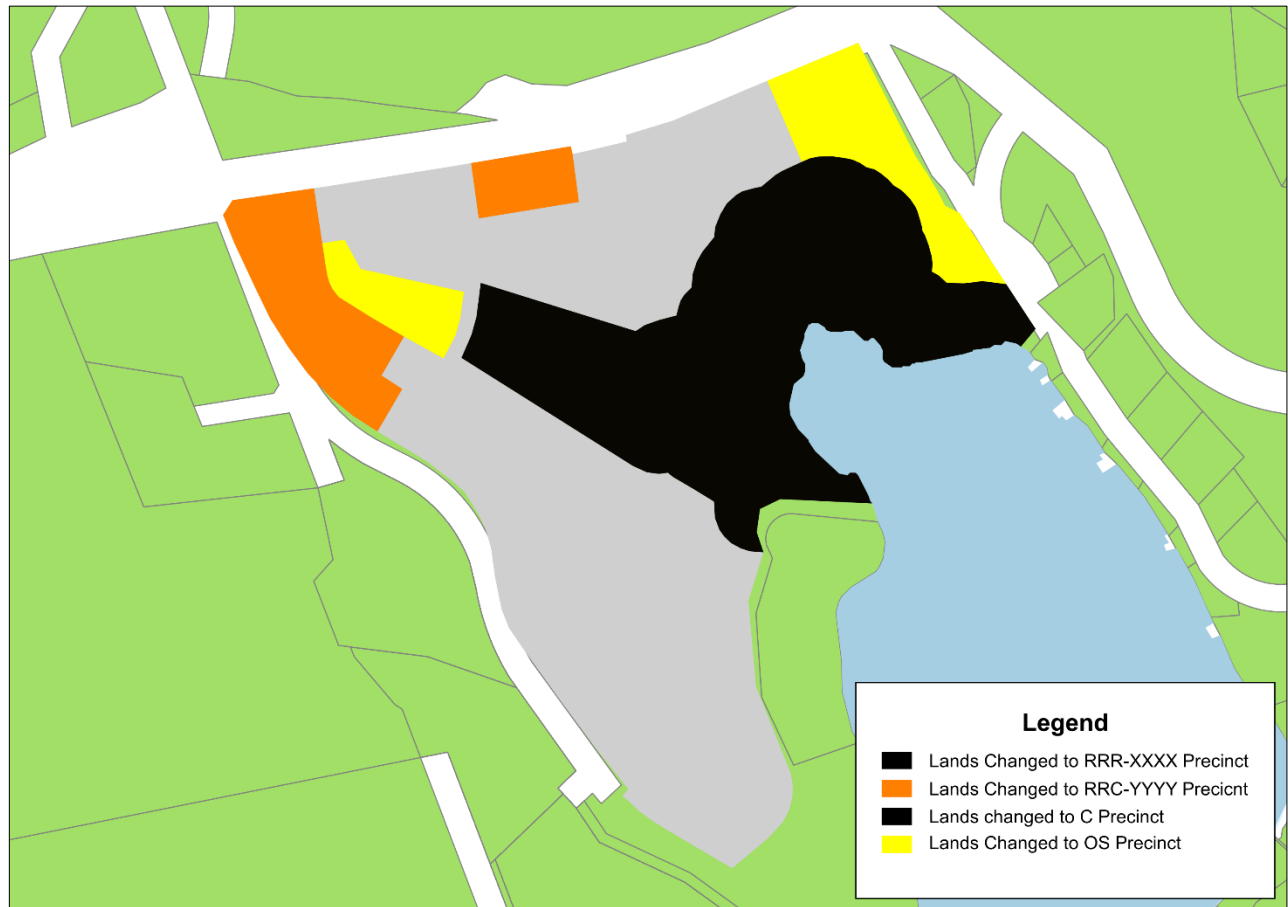 Legend
Lands Changed to RRR-XXXX Precinct
Lands Changed to RRC-YYYY Precicnt
Lands changed to C Precinct
Lands Changed to OS Precinct